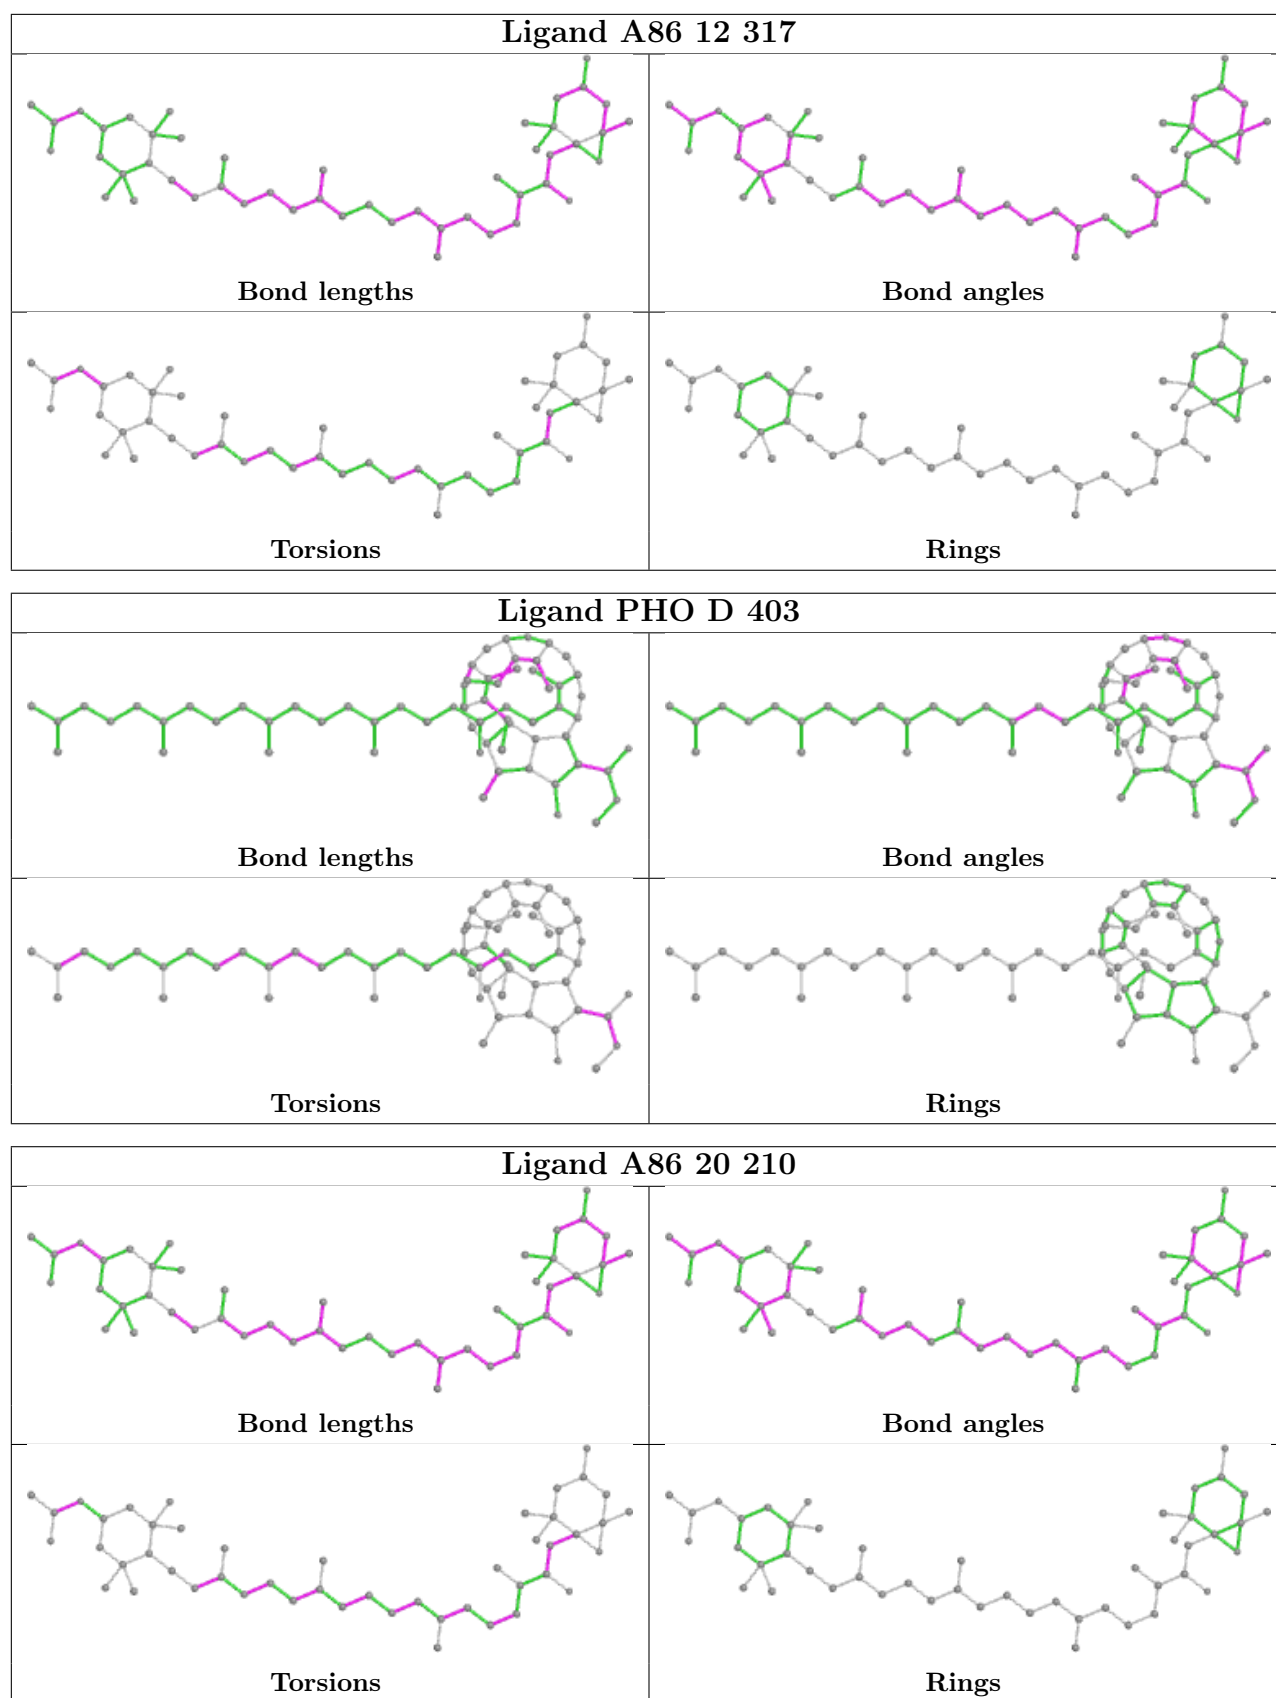 Ligand A86 12 317
Bond lengths
Bond angles
Torsions
Rings
Ligand PHO D 403
Bond lengths
Bond angles
Torsions
Rings
Ligand A86 20 210
Bond lengths
Bond angles
Torsions
Rings